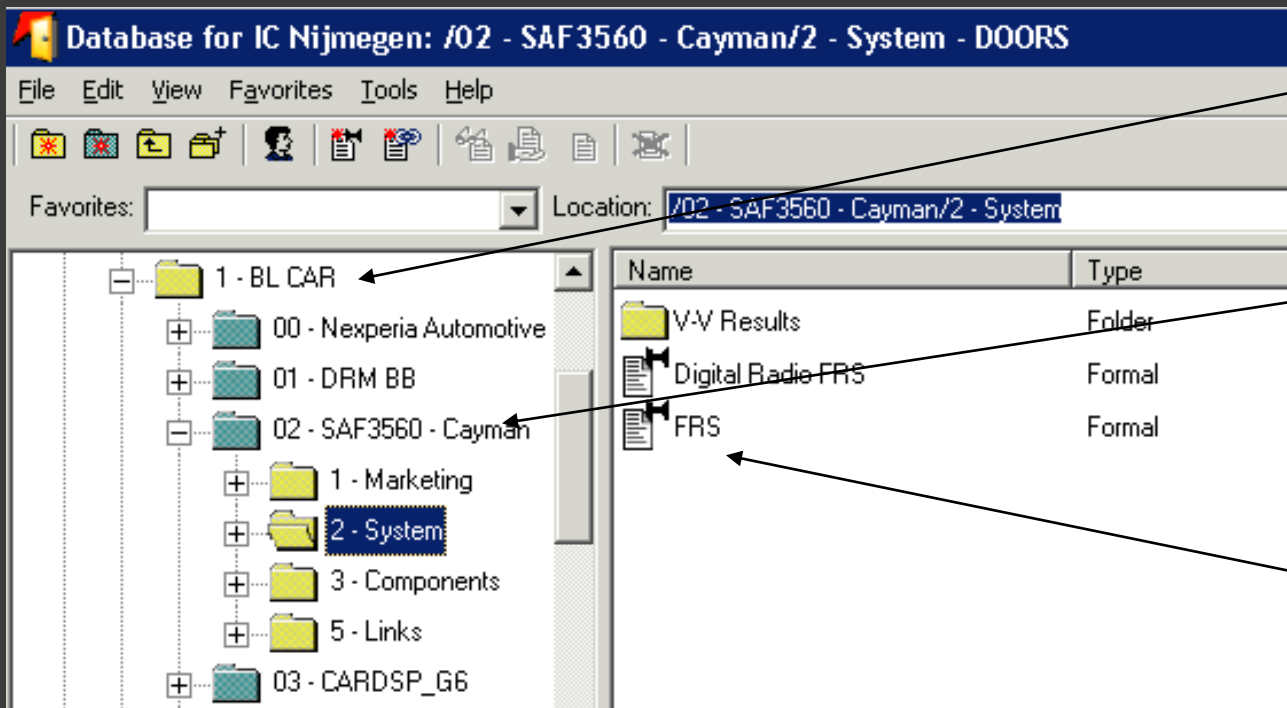 Database for IC Nijmegen: /02 - SAF3560 - Cayman/2 - System - DOORS
File Edit View Favorites Tools Help
Favorites: Location: /02 - SAF3560 - Cayman/2 - System
1 - BL CAR
00 - Nexperia Automotive
01 - DRM BB
02 - SAF3560 - Cayman
1 - Marketing
2 - System
3 - Components
5 - Links
03 - CARDSP_G6
Name Type
V-V Results Folder
Digital Radio FRS Formal
FRS Formal